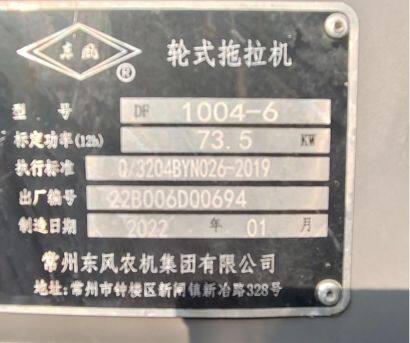 东风
®
轮式拖拉机
型 号 DF 1004-6
标定功率(12h) 73.5 KW
执行标准 Q/3204BYN026-2019
出厂编号 22B006D00694
制造日期 2022 年 01 月
常州东风农机集团有限公司
地址:常州市钟楼区新闸镇新冶路328号